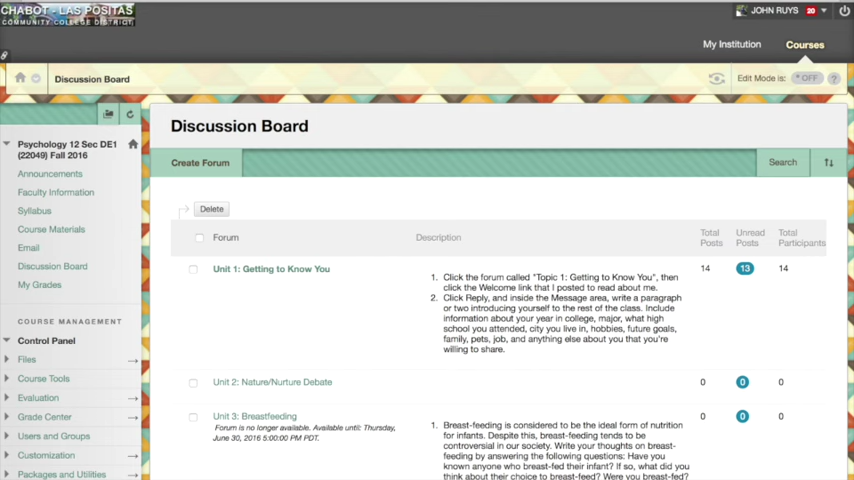 CHABOT - LAS POSITAS
COMMUNITY COLLEGE DISTRICT
JOHN RUYS 20
My Institution Courses
Discussion Board
Edit Mode is: OFF ?
Psychology 12 Sec DE1
(22049) Fall 2016
Announcements
Faculty Information
Syllabus
Course Materials
Email
Discussion Board
My Grades
COURSE MANAGEMENT
Control Panel
Files
Course Tools
Evaluation
Grade Center
Users and Groups
Customization
Packages and Utilities
Discussion Board
Create Forum Search
Delete
Forum Description Total Posts Unread Posts Total Participants
Unit 1: Getting to Know You 14 13 14
1. Click the forum called "Topic 1: Getting to Know You", then
click the Welcome link that I posted to read about me.
2. Click Reply, and inside the Message area, write a paragraph
or two introducing yourself to the rest of the class. Include
information about your year in college, major, what high
school you attended, city you live in, hobbies, future goals,
family, pets, job, and anything else about you that you're
willing to share.
Unit 2: Nature/Nurture Debate 0 0 0
Unit 3: Breastfeeding 0 0 0
Forum is no longer available. Available until: Thursday,
June 30, 2016 5:00:00 PM PDT.
1. Breast-feeding is considered to be the ideal form of nutrition
for infants. Despite this, breast-feeding tends to be
controversial in our society. Write your thoughts on breast-
feeding by answering the following questions: Have you
known anyone who breast-fed their infant? If so, what did you
think about their choice to breast-feed? Were you breast-fed?